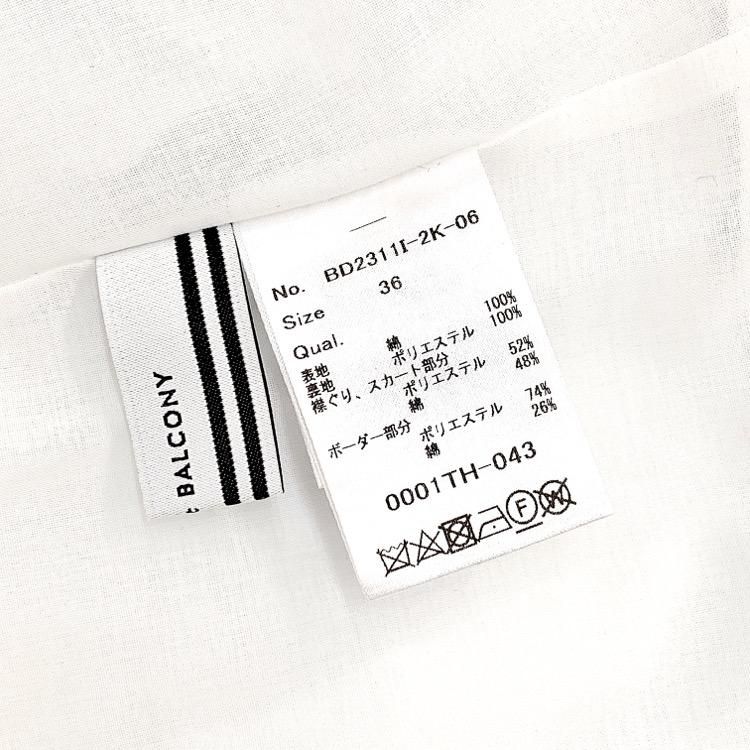 BALCONY
No. BD2311I-2K-06
Size 36
Qual.
表地 綿 100%
裏地 ポリエステル 100%
襟ぐり、スカート部分
ポリエステル 52%
綿 48%
ボーダー部分
ポリエステル 74%
綿 26%
0001TH-043
F
W